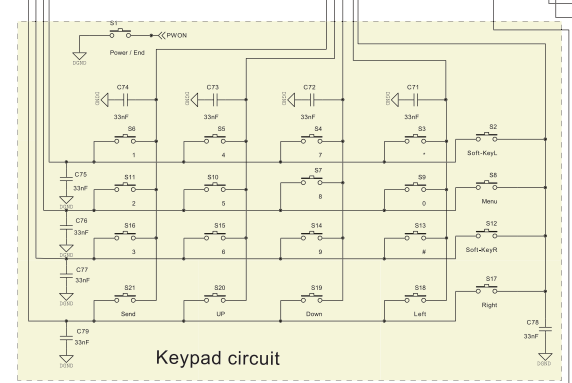 S1
PWON
DGND
Power / End
C74 C73 C72 C71
DGND DGND DGND DGND
33nF 33nF 33nF 33nF
S6 S5 S4 S3 S2
1 4 7 * Soft-KeyL
C75
33nF
DGND
S11 S10 S7 S9 S8
2 5 8 0 Menu
C76
33nF
DGND
S16 S15 S14 S13 S12
3 6 9 # Soft-KeyR
C77
33nF
DGND
S21 S20 S19 S18 S17
Send UP Down Left Right
C79
33nF
DGND
C78
33nF
DGND
Keypad circuit